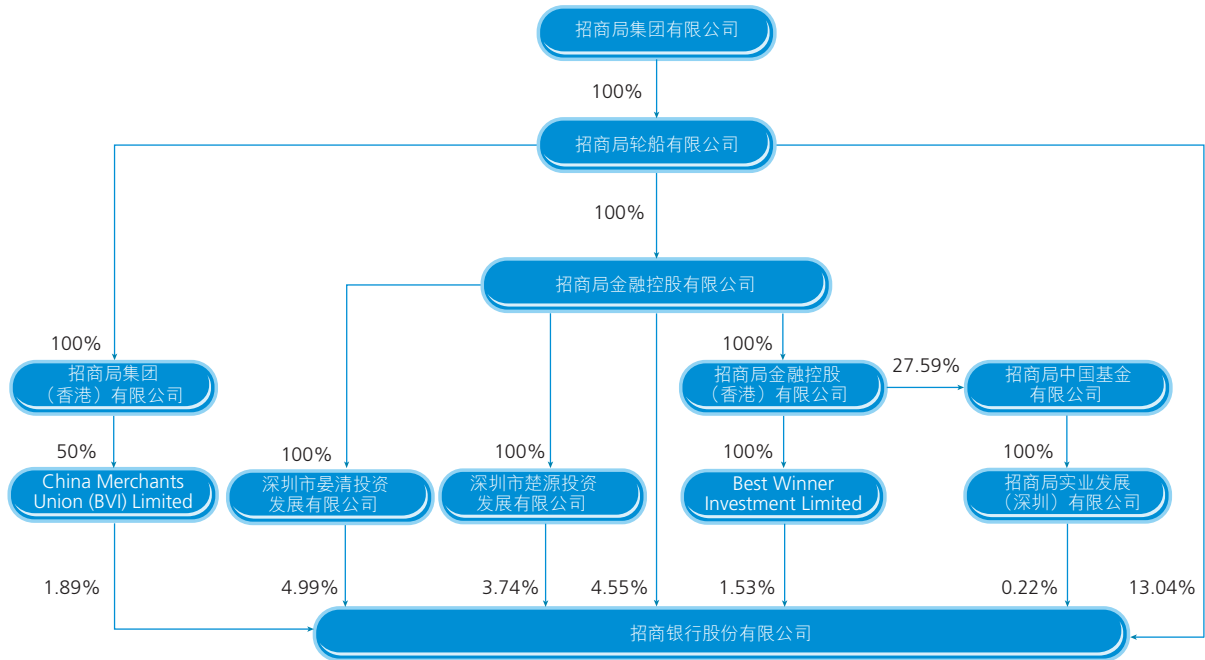 招商局集团有限公司
100%
招商局轮船有限公司
100%
招商局金融控股有限公司
100%
100%
27.59%
招商局集团
（香港）有限公司
招商局金融控股
（香港）有限公司
招商局中国基金
有限公司
50%
100%
100%
100%
100%
China Merchants
Union (BVI) Limited
深圳市晏清投资
发展有限公司
深圳市楚源投资
发展有限公司
Best Winner
Investment Limited
招商局实业发展
（深圳）有限公司
1.89%
4.99%
3.74%
4.55%
1.53%
0.22%
13.04%
招商银行股份有限公司